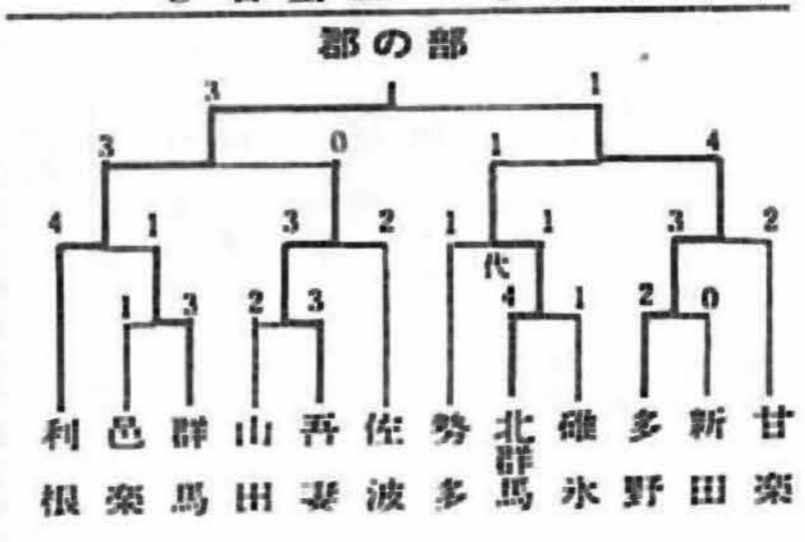 郡の部
3 1
3 0 1 4
4 1 3 2 1 1 3 2
代
1 3 2 3 4 1 2 0
利根 邑楽 群馬 山田 吾妻 佐波 勢多 北群馬 碓氷 多野 新田 甘楽